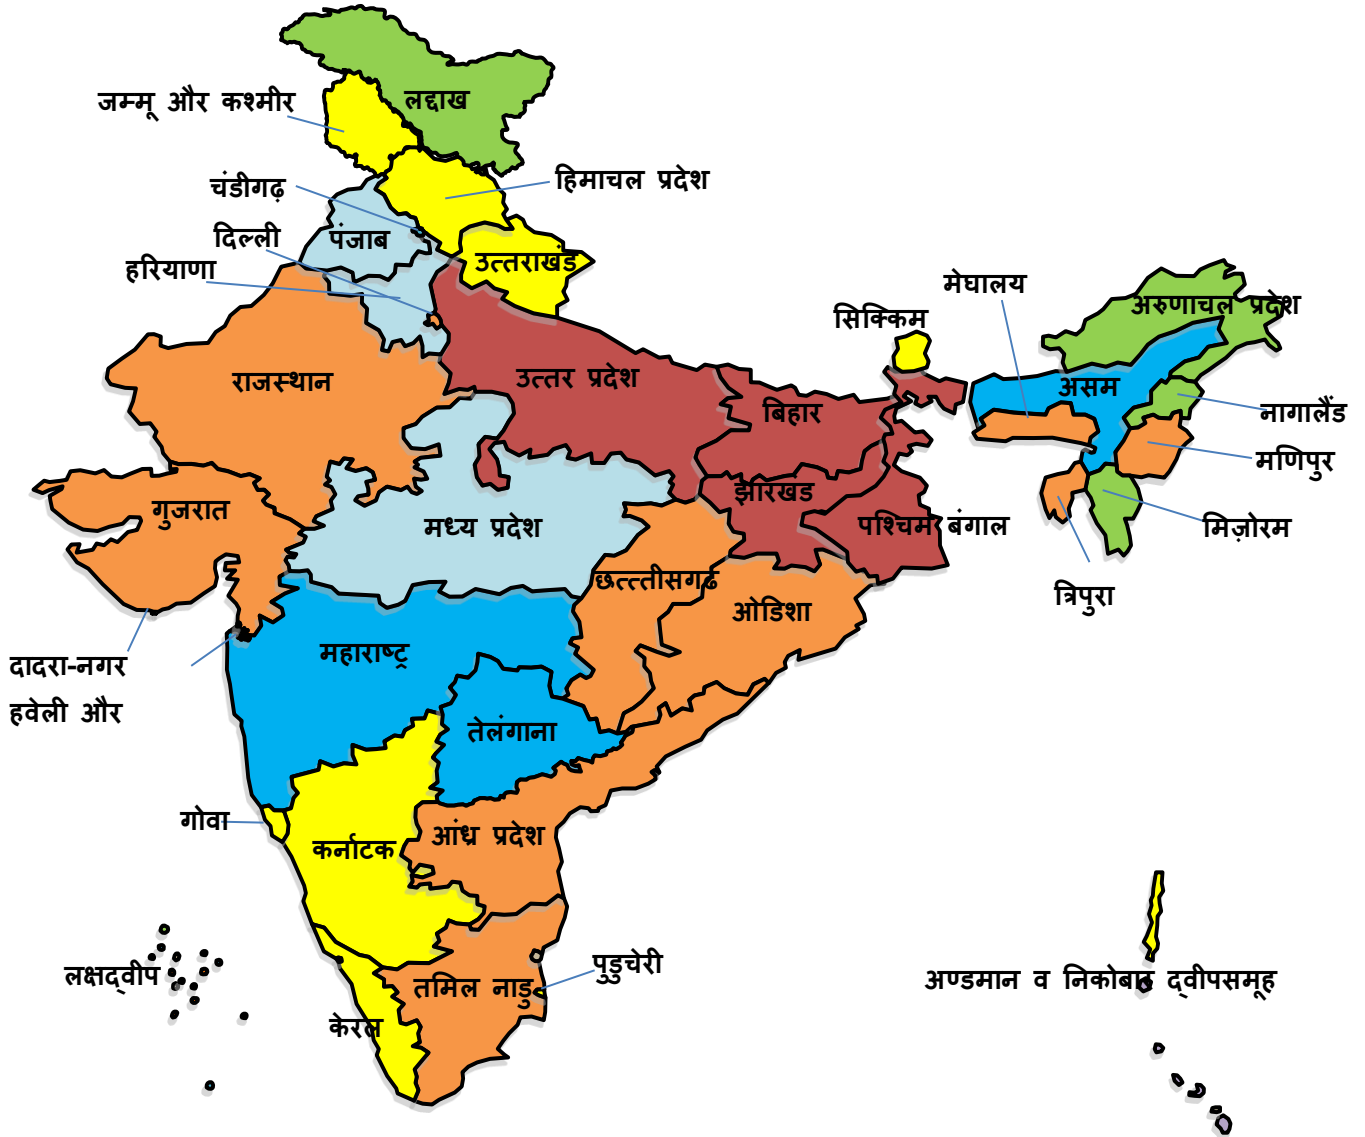 लद्दाख
जम्मू और कश्मीर
हिमाचल प्रदेश
चंडीगढ़
पंजाब
दिल्ली
उत्तराखंड
हरियाणा
मेघालय
अरुणाचल प्रदेश
सिक्किम
राजस्थान
उत्तर प्रदेश
असम
बिहार
नागालैंड
मणिपुर
झारखंड
गुजरात
मध्य प्रदेश
पश्चिम बंगाल
मिज़ोरम
छत्त्तीसगढ
त्रिपुरा
ओडिशा
महाराष्ट्र
दादरा-नगर
हवेली और
तेलंगाना
गोवा
आंध्र प्रदेश
कर्नाटक
पुडुचेरी
लक्षद्वीप
तमिल नाडु
अण्डमान व निकोबार द्वीपसमूह
केरल